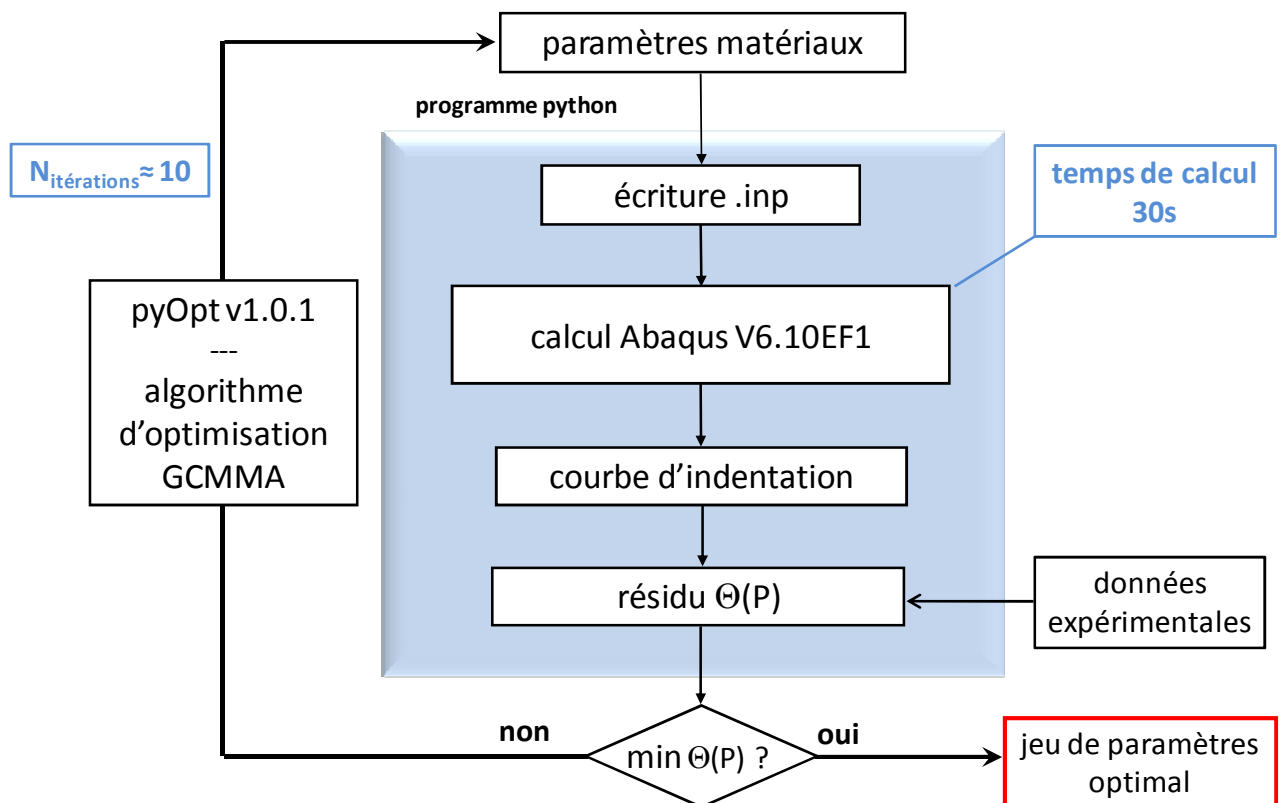 paramètres matériaux
programme python
N itérations ≈ 10
écriture .inp
temps de calcul
30s
pyOpt v1.0.1
---
algorithme
d'optimisation
GCMMA
calcul Abaqus V6.10EF1
courbe d'indentation
résidu Θ(P)
données
expérimentales
non
min Θ(P) ?
oui
jeu de paramètres
optimal